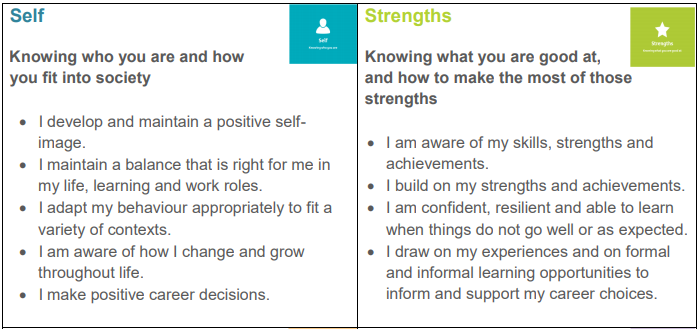 Self
Self
Knowing who you are and how
you fit into society
• I develop and maintain a positive self-
image.
• I maintain a balance that is right for me in
my life, learning and work roles.
• I adapt my behaviour appropriately to fit a
variety of contexts.
• I am aware of how I change and grow
throughout life.
• I make positive career decisions.
Strengths
Strengths
Knowing what you are good at,
and how to make the most of those
strengths
• I am aware of my skills, strengths and
achievements.
• I build on my strengths and achievements.
• I am confident, resilient and able to learn
when things do not go well or as expected.
• I draw on my experiences and on formal
and informal learning opportunities to
inform and support my career choices.